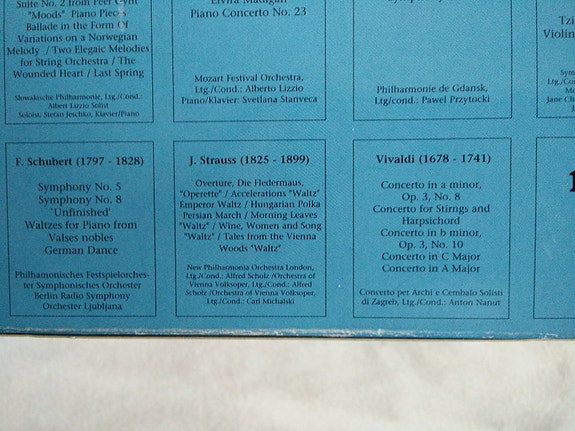 Suite No. 2 from Peer Gynt
"Moods" Piano Pieces
Ballade in the Form Of
Variations on a Norwegian
Melody / Two Elegaic Melodies
for String Orchestra / The
Wounded Heart / Last Spring
Slowakische Philharmonie, Ltg./Cond.:
Albert Lizzio Solist
Soloist: Stefan Jeschko, Klavier/Piano
Elvira Madigan
Piano Concerto No. 23
Mozart Festival Orchestra,
Ltg./Cond.: Alberto Lizzio
Piano/Klavier: Svetlana Stanveca
Philharmonie de Gdansk,
Ltg/cond.: Pawel Przytocki
Violin
F. Schubert (1797 - 1828)
Symphony No. 5
Symphony No. 8
'Unfinished'
Waltzes for Piano from
Valses nobles
German Dance
Philharmonisches Festspielorches-
ter Symphonisches Orchester
Berlin Radio Symphony
Orchester Ljubljana
J. Strauss (1825 - 1899)
Overture, Die Fledermaus,
"Operette" / Accelerations "Waltz"
Emperor Waltz / Hungarian Polka
Persian March / Morning Leaves
"Waltz" / Wine, Women and Song
"Waltz" / Tales from the Vienna
Woods "Waltz"
New Philharmonia Orchestra London,
Ltg./Cond.: Alfred Scholz /Orchestra of
Vienna Volksoper, Ltg./Cond.: Alfred
Scholz /Orchestra of Vienna Volksoper,
Ltg./Cond.: Carl Michalski
Vivaldi (1678 - 1741)
Concerto in a minor,
Op. 3, No. 8
Concerto for Stirngs and
Harpsichord
Concerto in b minor,
Op. 3, No. 10
Concerto in C Major
Concerto in A Major
Concerto per Archi e Cembalo Solisti
di Zagreb, Ltg./Cond.: Anton Nanut